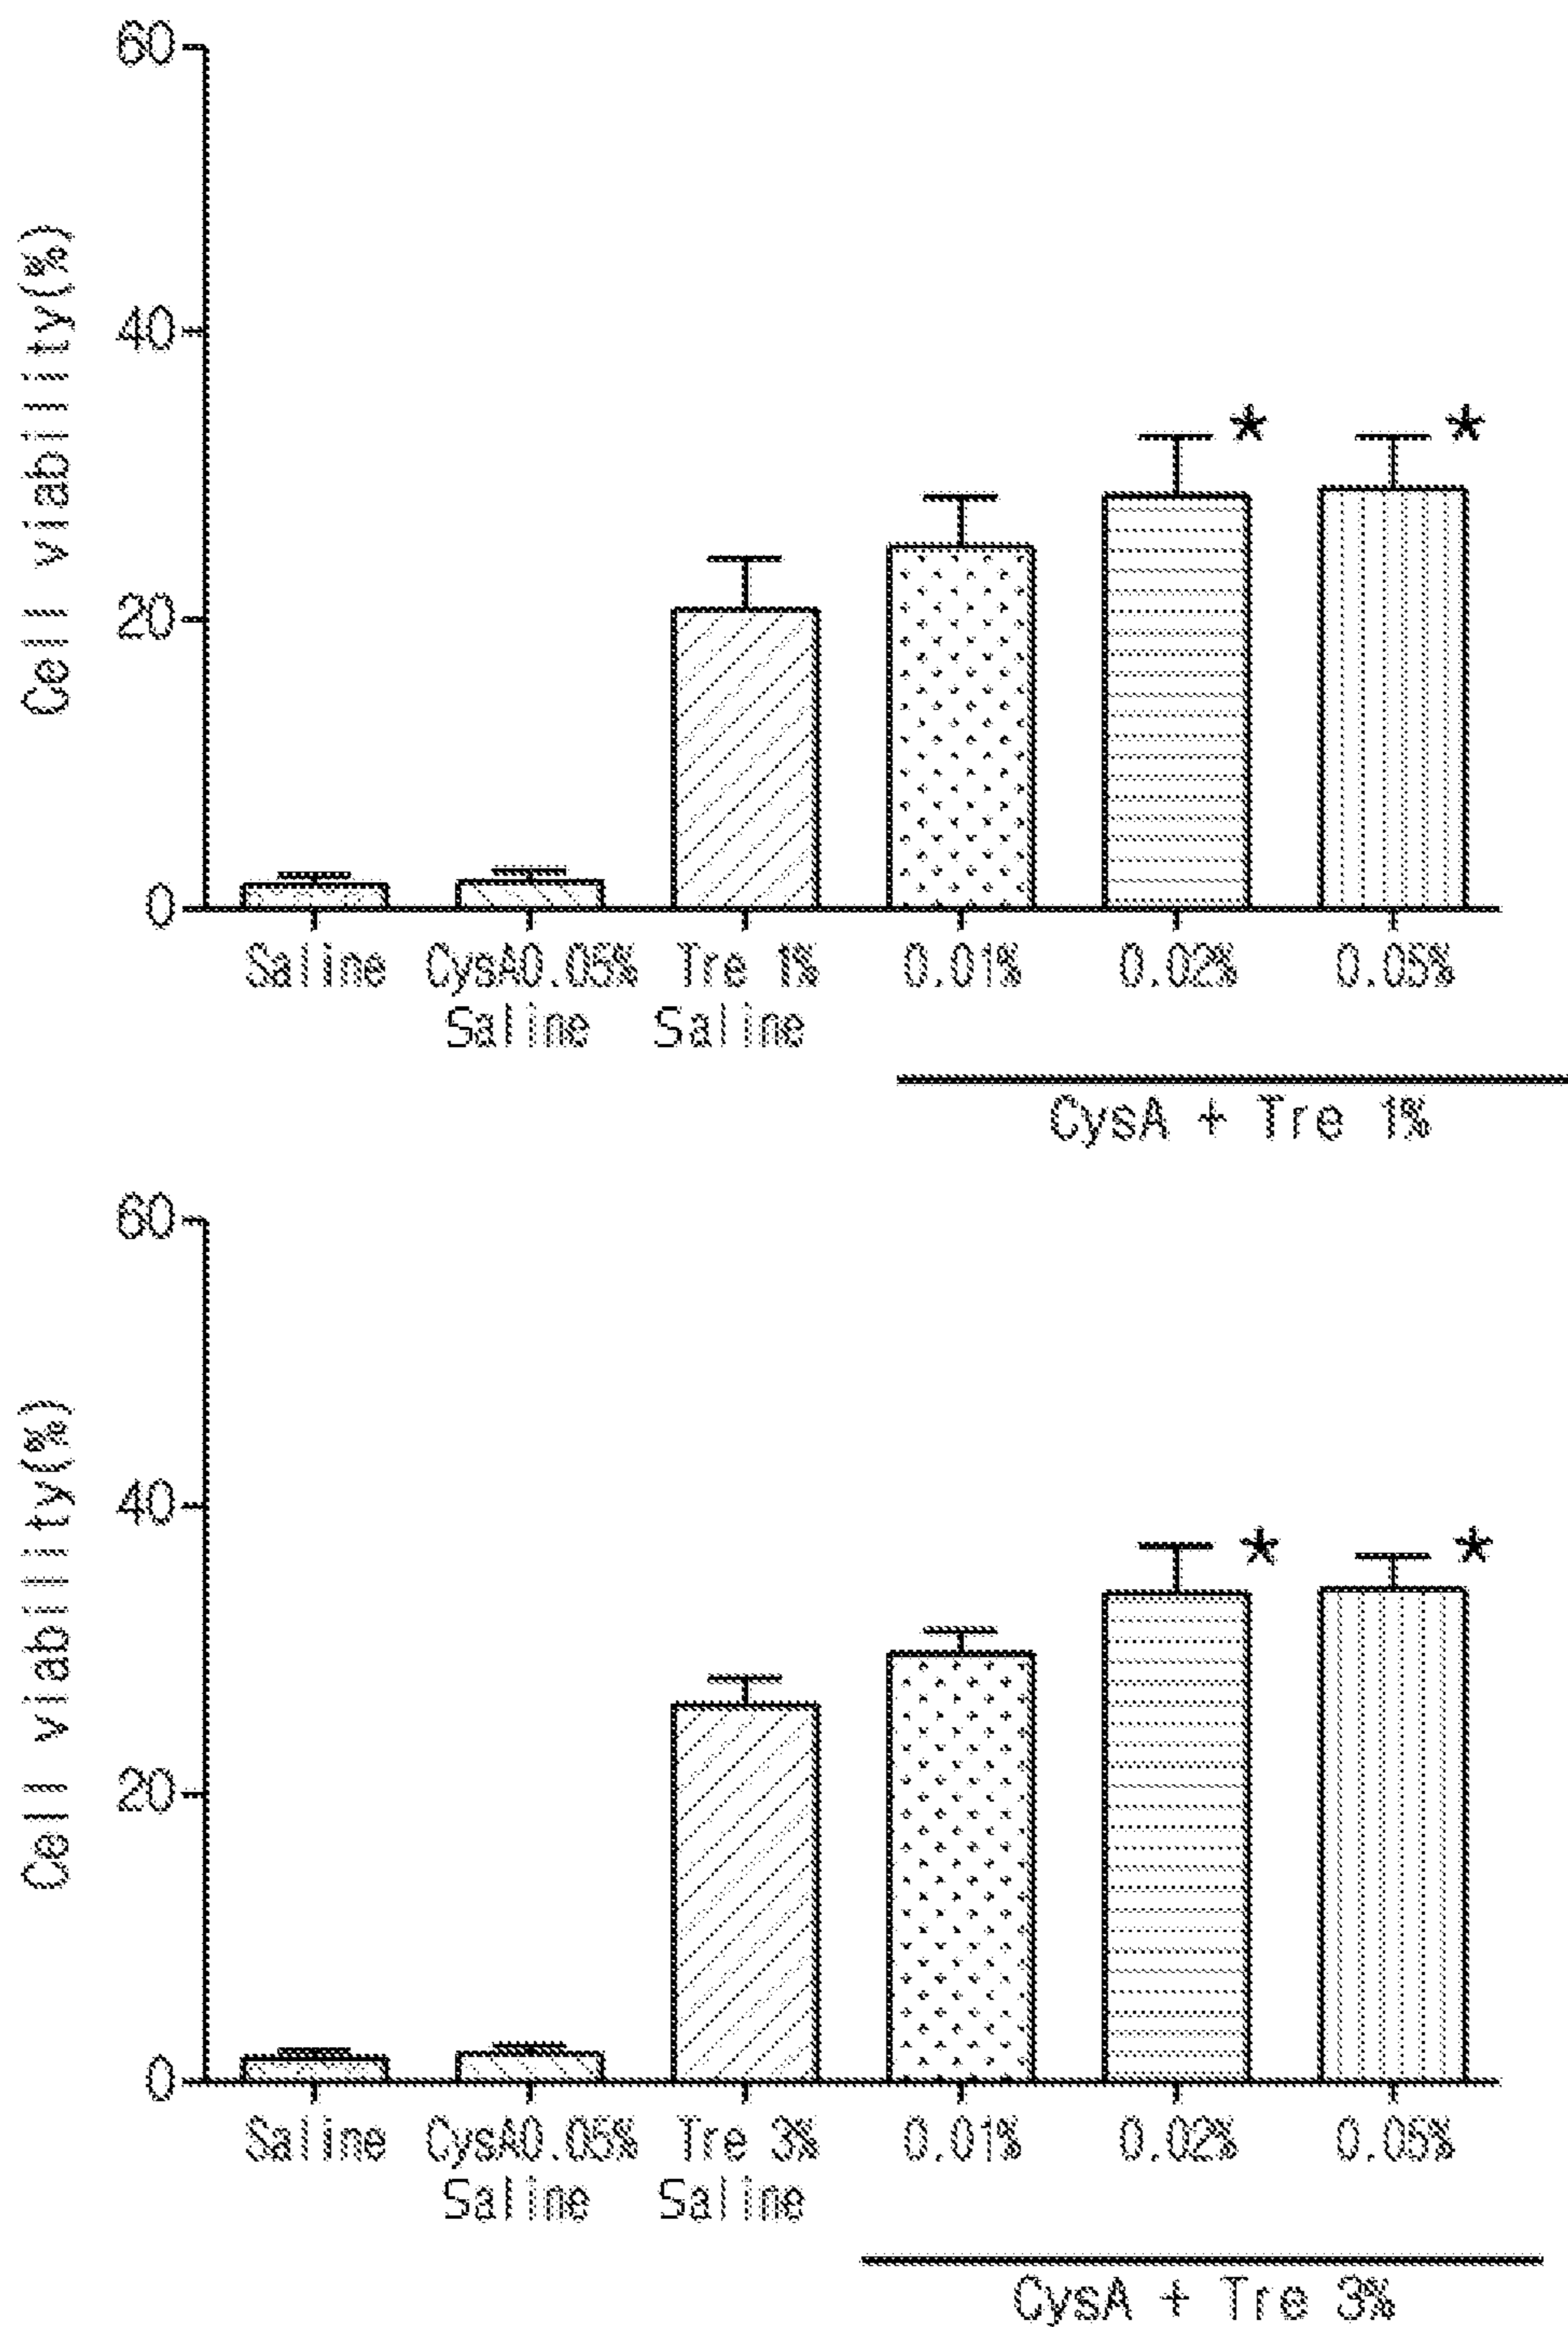 60
40
20
0
Cell viability(%)
*
*
Saline CysA0.05% Tre 1% 0.01% 0.02% 0.05%
Saline Saline
CysA + Tre 1%
60
40
20
0
Cell viability(%)
*
*
Saline CysA0.05% Tre 3% 0.01% 0.02% 0.05%
Saline Saline
CysA + Tre 3%